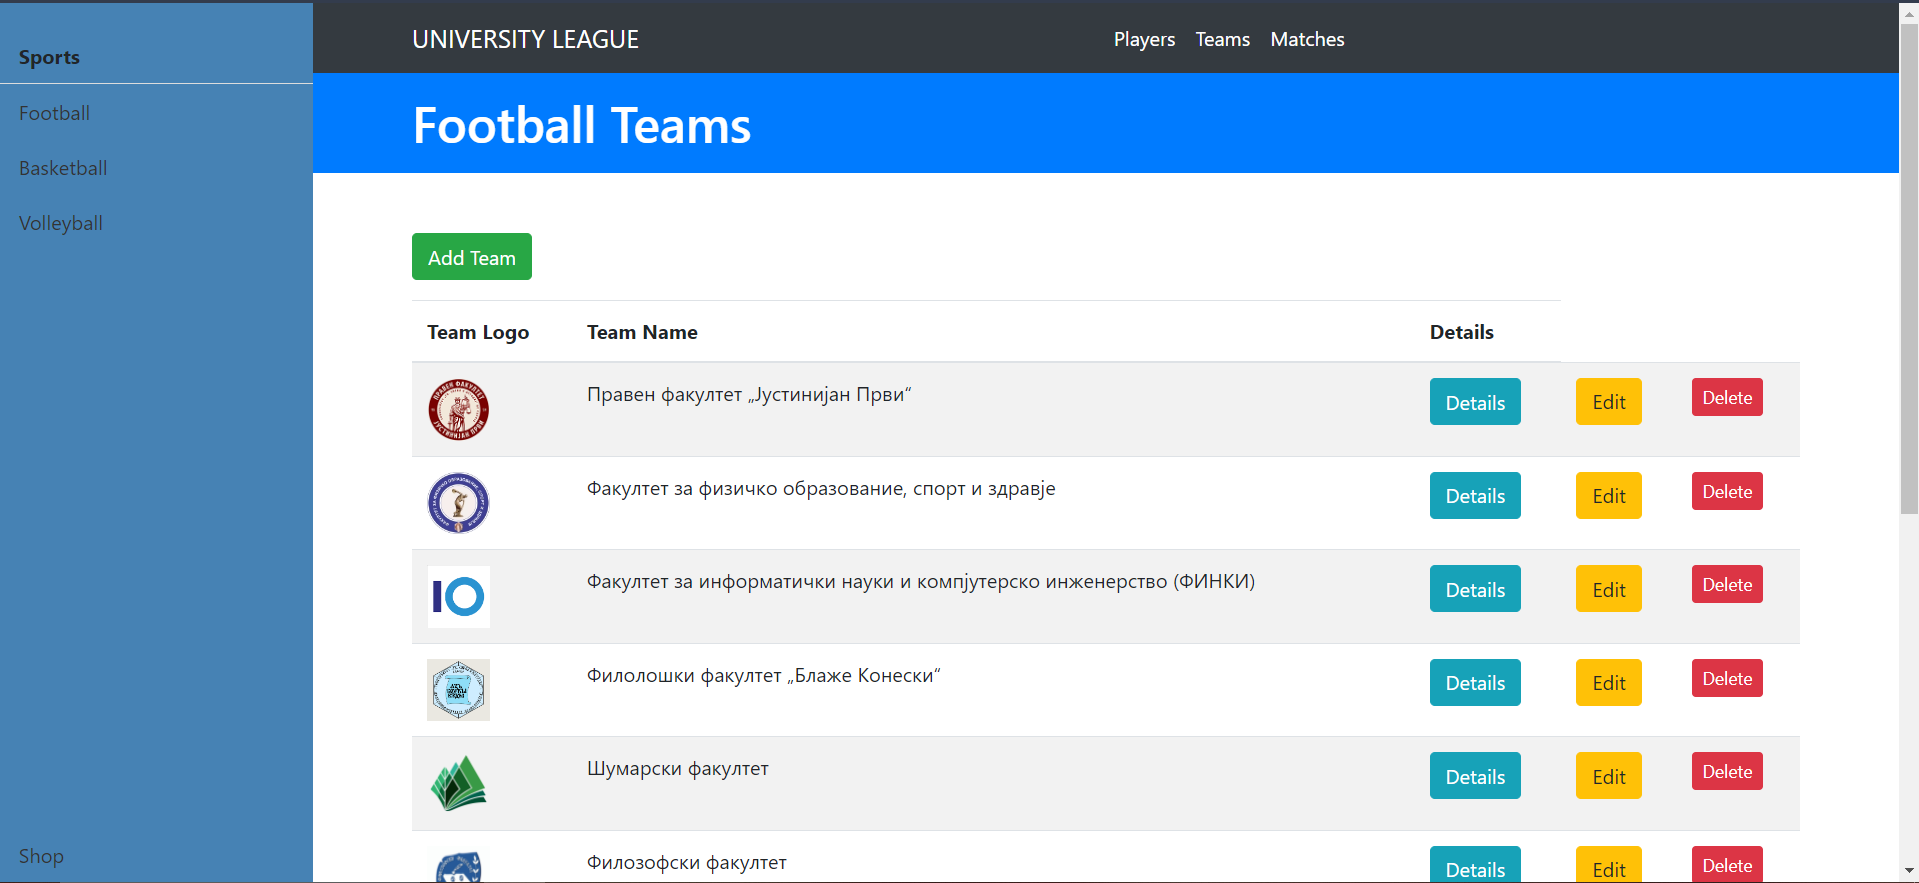 Sports
Football
Basketball
Volleyball
Shop
UNIVERSITY LEAGUE
Players Teams Matches
Football Teams
Add Team
Team Logo Team Name Details
Правен факултет „Јустинијан Први“ Details Edit Delete
Факултет за физичко образование, спорт и здравје Details Edit Delete
Факултет за информатички науки и компјутерско инженерство (ФИНКИ) Details Edit Delete
Филолошки факултет „Блаже Конески“ Details Edit Delete
Шумарски факултет Details Edit Delete
Филозофски факултет Details Edit Delete